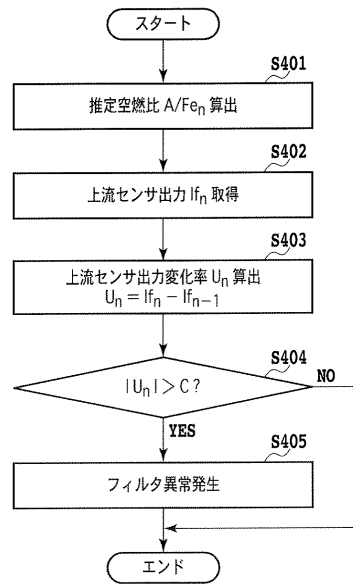 スタート
S401
推定空燃比 A/Feₙ 算出
S402
上流センサ出力 Ifₙ 取得
S403
上流センサ出力変化率 Uₙ 算出
Uₙ = Ifₙ − Ifₙ₋₁
S404
|Uₙ| > C ?
NO
YES
S405
フィルタ異常発生
エンド